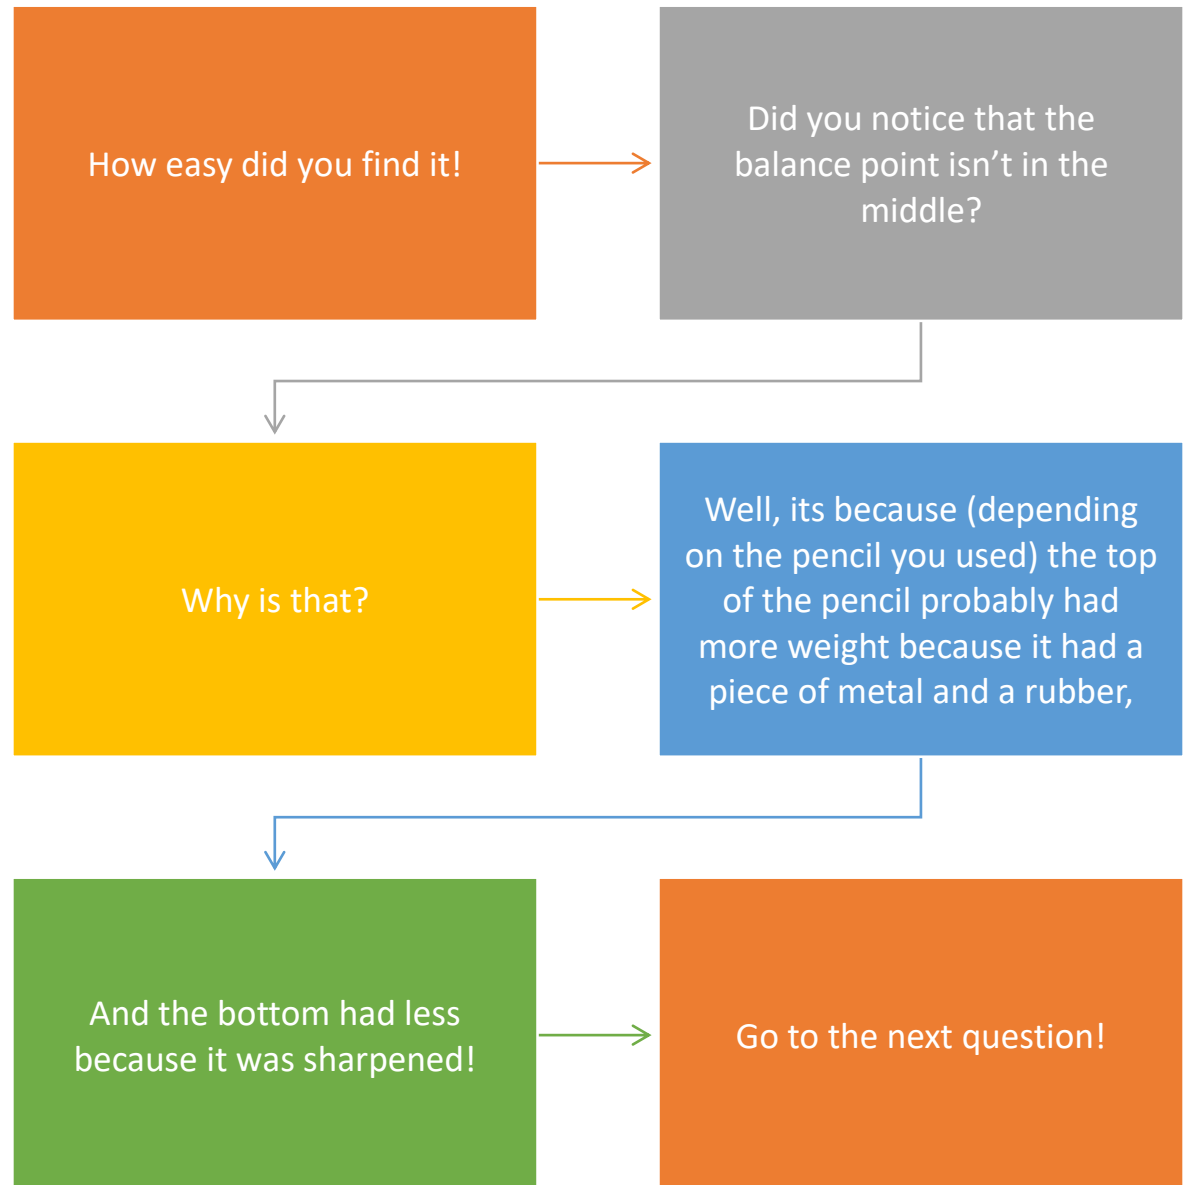 How easy did you find it!
Did you notice that the
balance point isn’t in the
middle?
Why is that?
Well, its because (depending
on the pencil you used) the top
of the pencil probably had
more weight because it had a
piece of metal and a rubber,
And the bottom had less
because it was sharpened!
Go to the next question!